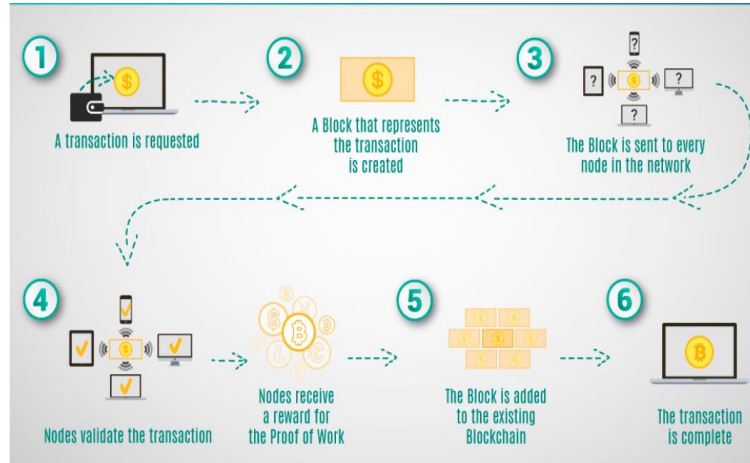 1
A transaction is requested
2
A Block that represents
the transaction
is created
3
The Block is sent to every
node in the network
4
Nodes validate the transaction
Nodes receive
a reward for
the Proof of Work
5
The Block is added
to the existing
Blockchain
6
The transaction
is complete